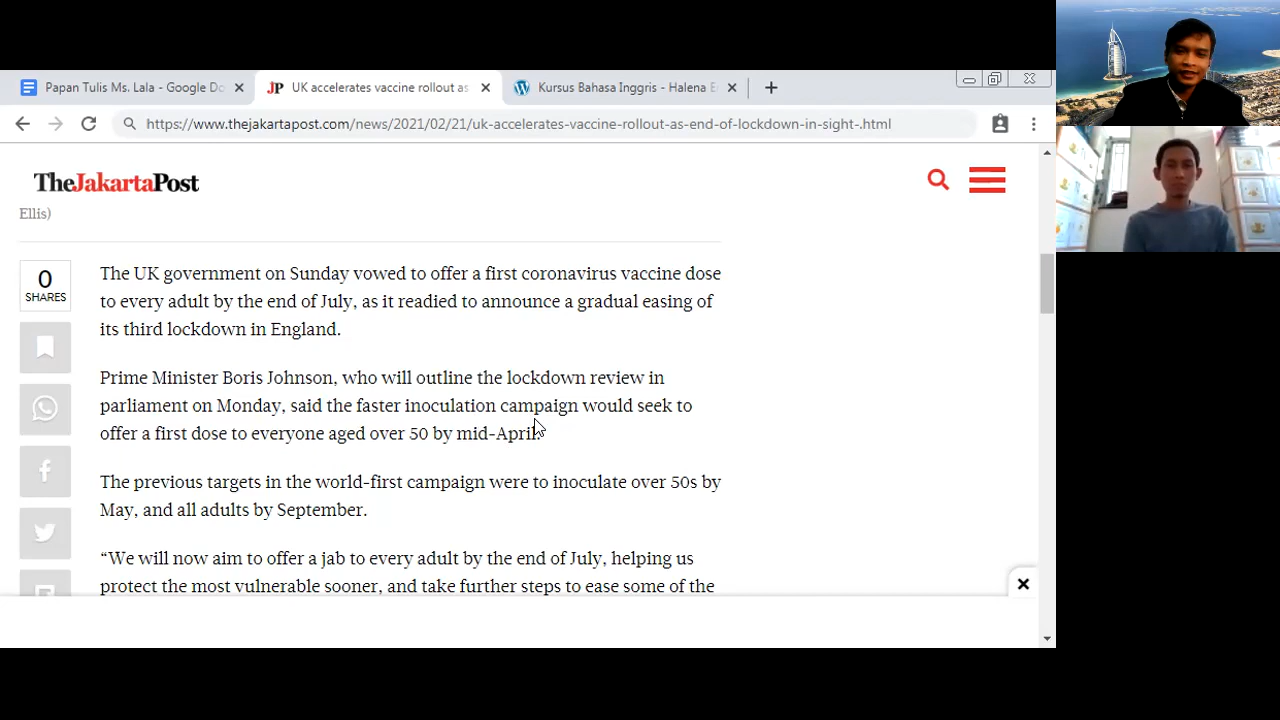 Papan Tulis Ms. Lala - Google Do
UK accelerates vaccine rollout as
Kursus Bahasa Inggris - Halena E
https://www.thejakartapost.com/news/2021/02/21/uk-accelerates-vaccine-rollout-as-end-of-lockdown-in-sight-.html
TheJakartaPost
Ellis)
0
SHARES
The UK government on Sunday vowed to offer a first coronavirus vaccine dose
to every adult by the end of July, as it readied to announce a gradual easing of
its third lockdown in England.
Prime Minister Boris Johnson, who will outline the lockdown review in
parliament on Monday, said the faster inoculation campaign would seek to
offer a first dose to everyone aged over 50 by mid-April.
The previous targets in the world-first campaign were to inoculate over 50s by
May, and all adults by September.
“We will now aim to offer a jab to every adult by the end of July, helping us
protect the most vulnerable sooner, and take further steps to ease some of the